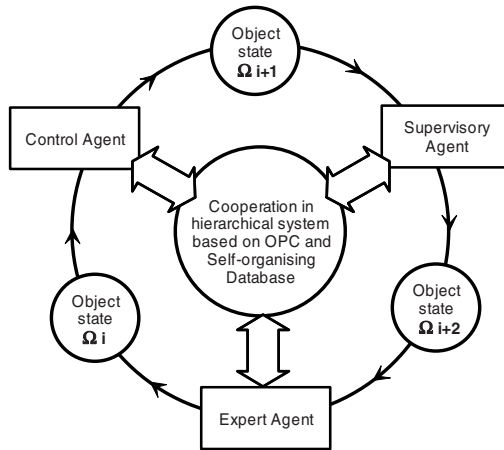 Object
state
Ω i+1
Control Agent
Supervisory
Agent
Cooperation in
hierarchical system
based on OPC and
Self-organising
Database
Object
state
Ω i
Object
state
Ω i+2
Expert Agent